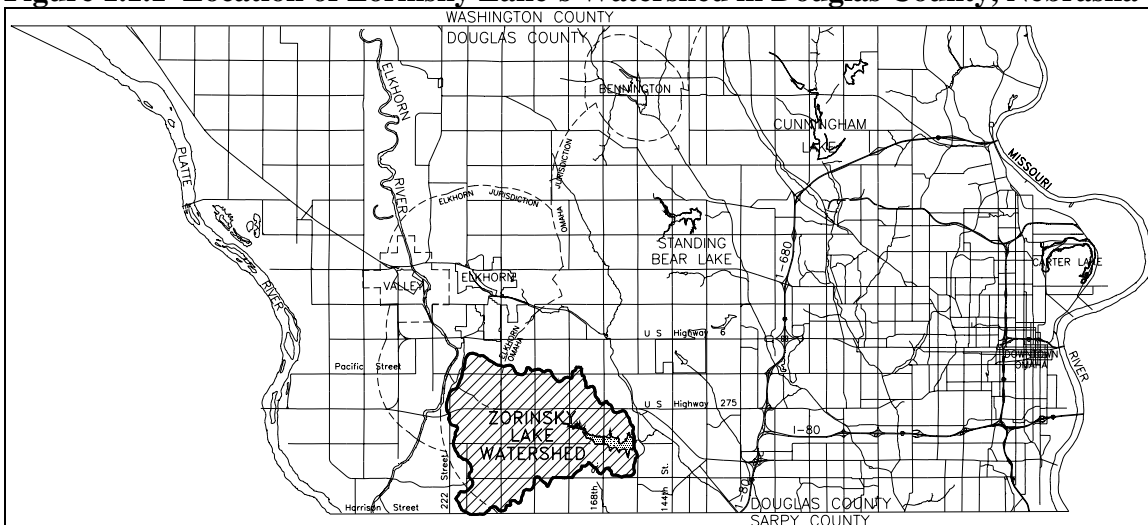 Figure 1.1.1 Location of Zorinsky Lake's Watershed in Douglas County, Nebraska
WASHINGTON COUNTY
DOUGLAS COUNTY
ELKHORN
RIVER
BENNINGTON
CUNNINGHAM
LAKE
PLATTE
RIVER
MISSOURI
RIVER
ELKHORN JURISDICTION
OMAHA
JURISDICTION
STANDING
BEAR LAKE
I-680
CARTER LAKE
VALLEY
ELKHORN
ELKHORN
OMAHA
U S Highway 6
DOWNTOWN
OMAHA
Pacific Street
U S Highway 275
ZORINSKY
LAKE
WATERSHED
I-80
222 Street
168th
144th St.
I-80
Harrison Street
DOUGLAS COUNTY
SARPY COUNTY